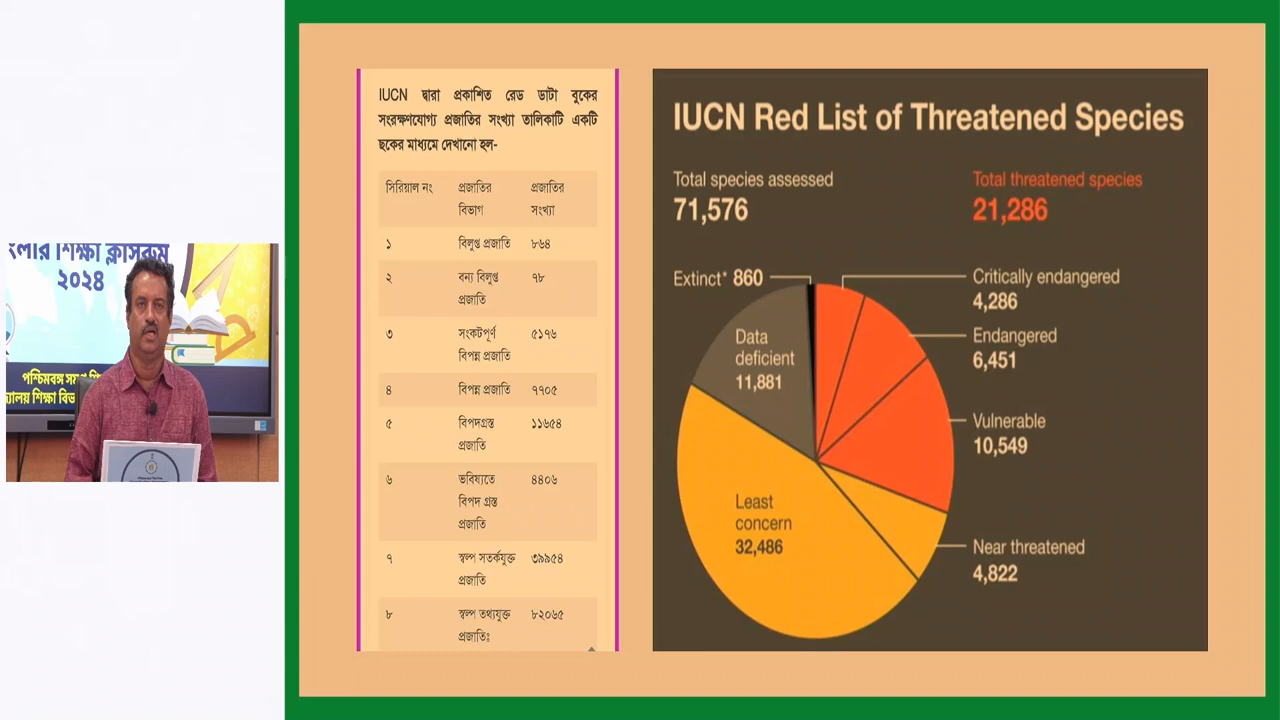 ংলার শিক্ষা ক্লাসরুম
২০২৪
পশ্চিমবঙ্গ
শিক্ষা
IUCN দ্বারা প্রকাশিত রেড ডাটা বুকের
সংরক্ষণযোগ্য প্রজাতির সংখ্যা তালিকাটি একটি
ছকের মাধ্যমে দেখানো হল-
সিরিয়াল নং প্রজাতির বিভাগ প্রজাতির সংখ্যা
১ বিলুপ্ত প্রজাতি ৮৬৪
২ বন্য বিলুপ্ত প্রজাতি ৭৮
৩ সংকটপূর্ণ বিপন্ন প্রজাতি ৫১৭৬
৪ বিপন্ন প্রজাতি ৭৭০৫
৫ বিপদগ্রস্ত প্রজাতি ১১৬৫৪
৬ ভবিষ্যতে বিপদ গ্রস্ত প্রজাতি ৪৪০৬
৭ স্বল্প সতর্কযুক্ত প্রজাতি ৩৯৯৫৪
৮ স্বল্প তথ্যযুক্ত প্রজাতিঃ ৮২০৬৫
IUCN Red List of Threatened Species
Total species assessed
71,576
Total threatened species
21,286
Extinct* 860
Critically endangered
4,286
Endangered
6,451
Vulnerable
10,549
Near threatened
4,822
Data
deficient
11,881
Least
concern
32,486